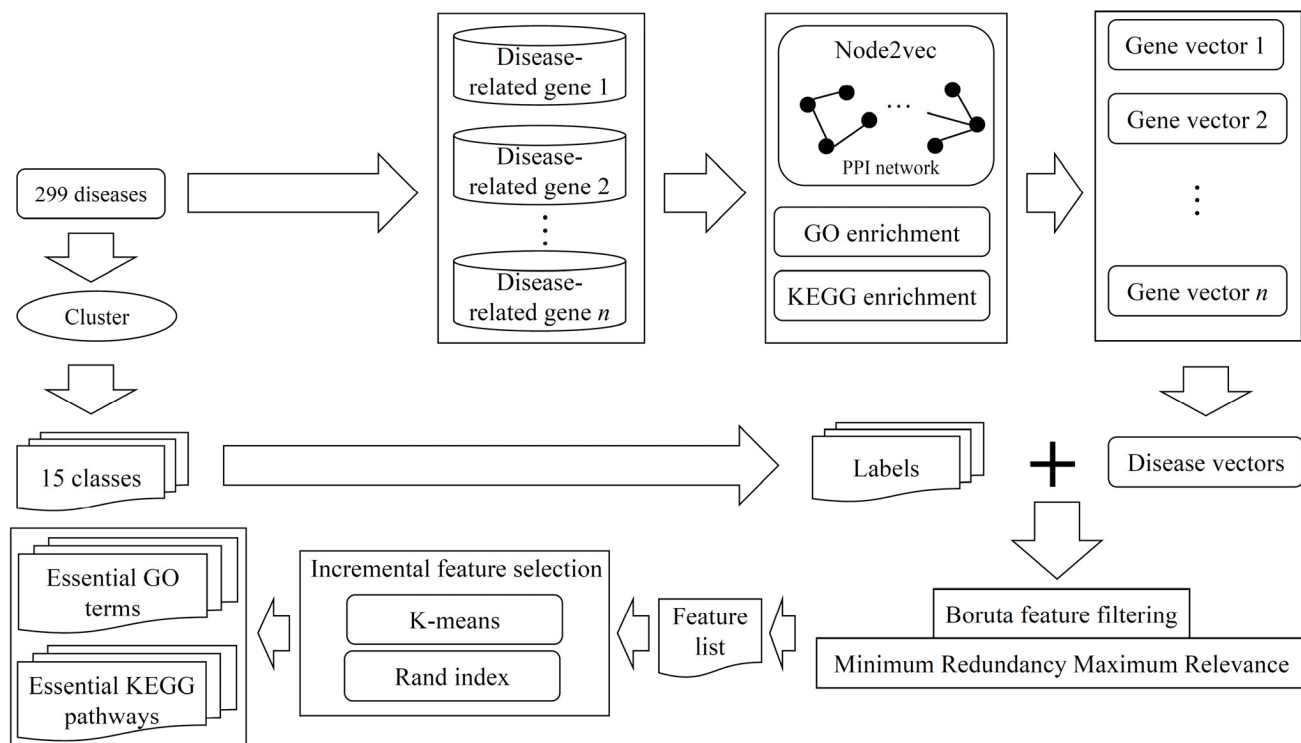 299 diseases
Cluster
15 classes
Disease-
related gene 1
Disease-
related gene 2
Disease-
related gene n
Node2vec
...
PPI network
GO enrichment
KEGG enrichment
Gene vector 1
Gene vector 2
Gene vector n
Labels
+
Disease vectors
Boruta feature filtering
Minimum Redundancy Maximum Relevance
Feature
list
Incremental feature selection
K-means
Rand index
Essential GO
terms
Essential KEGG
pathways